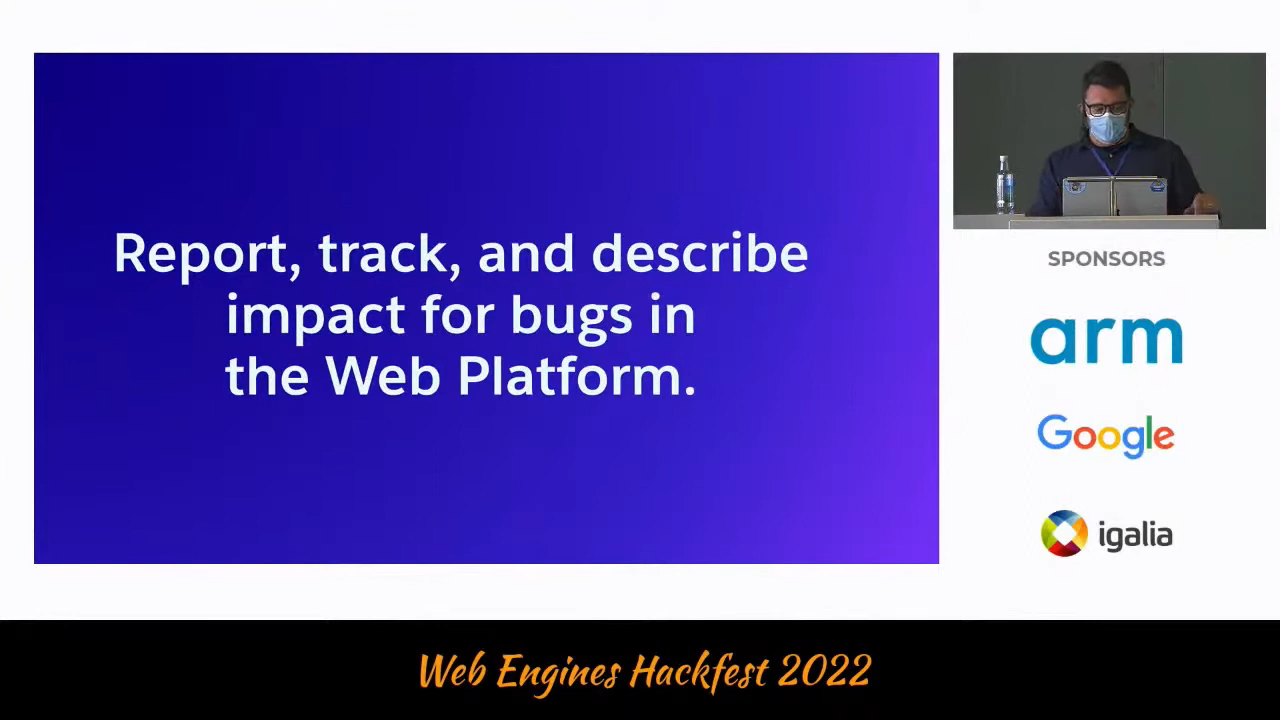 Report, track, and describe
impact for bugs in
the Web Platform.
SPONSORS
arm
Google
igalia
Web Engines Hackfest 2022